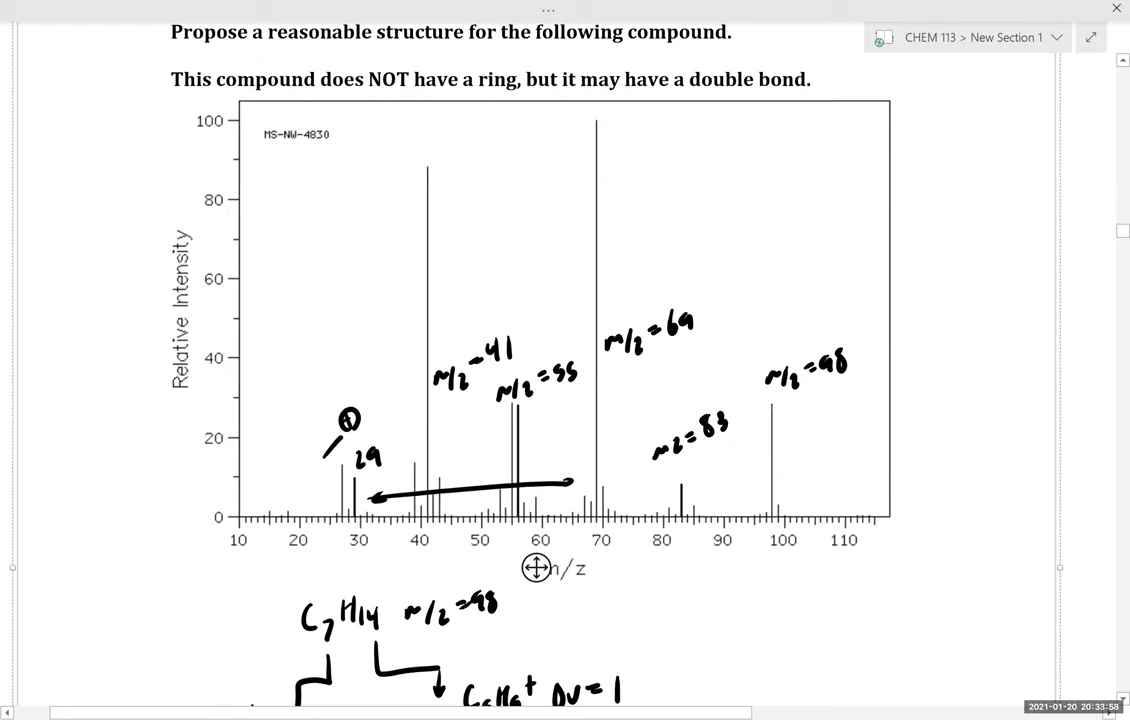 CHEM 113 > New Section 1
Propose a reasonable structure for the following compound.
This compound does NOT have a ring, but it may have a double bond.
MS-NW-4830
Relative Intensity
100
80
60
40
20
0
m/z = 69
m/z - 41
m/z = 55
m/z = 98
mz = 83
29
10 20 30 40 50 60 70 80 90 100 110
/z
C7H14 m/z = 98
DU = 1
2021-01-20 20:33:58